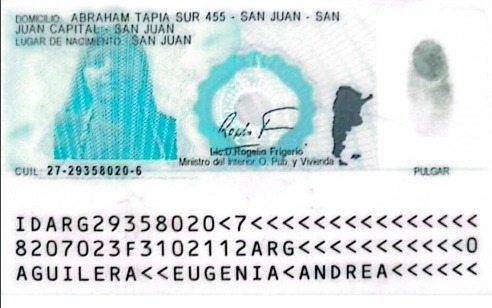 DOMICILIO: ABRAHAM TAPIA SUR 455 - SAN JUAN - SAN
JUAN CAPITAL - SAN JUAN
LUGAR DE NACIMIENTO: SAN JUAN
Lic.D.Rogelio Frigerio
Ministro del Interior, O. Pub. y Vivienda
CUIL: 27-29358020-6
PULGAR
IDARG29358020<7<<<<<<<<<<<<<<<
8207023F3102112ARG<<<<<<<<<<<0
AGUILERA<<EUGENIA<ANDREA<<<<<<